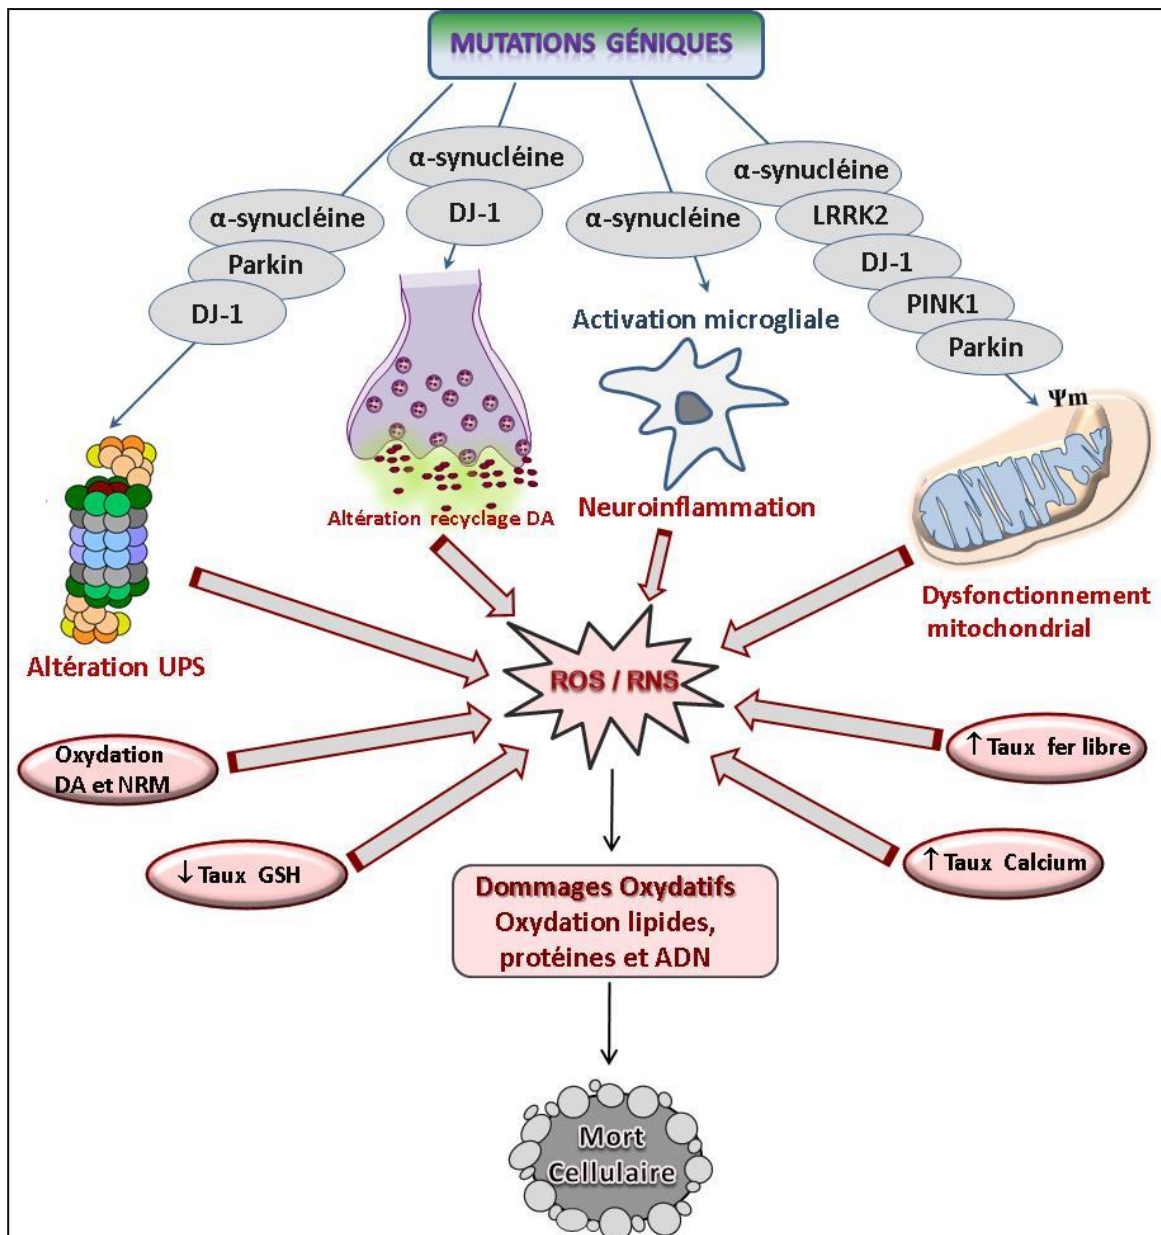 MUTATIONS GÉNIQUES
α-synucléine
Parkin
DJ-1
α-synucléine
DJ-1
α-synucléine
α-synucléine
LRRK2
DJ-1
PINK1
Parkin
Activation microgliale
Ψm
Altération recyclage DA
Neuroinflammation
Dysfonctionnement
mitochondrial
Altération UPS
ROS / RNS
Oxydation
DA et NRM
↑ Taux fer libre
↓ Taux GSH
↑ Taux Calcium
Dommages Oxydatifs
Oxydation lipides,
protéines et ADN
Mort
Cellulaire